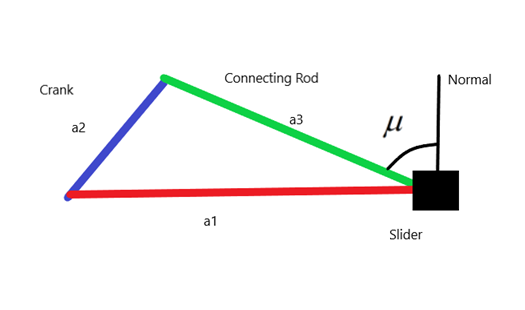 Connecting Rod
Normal
Crank
a2
a3
μ
a1
Slider